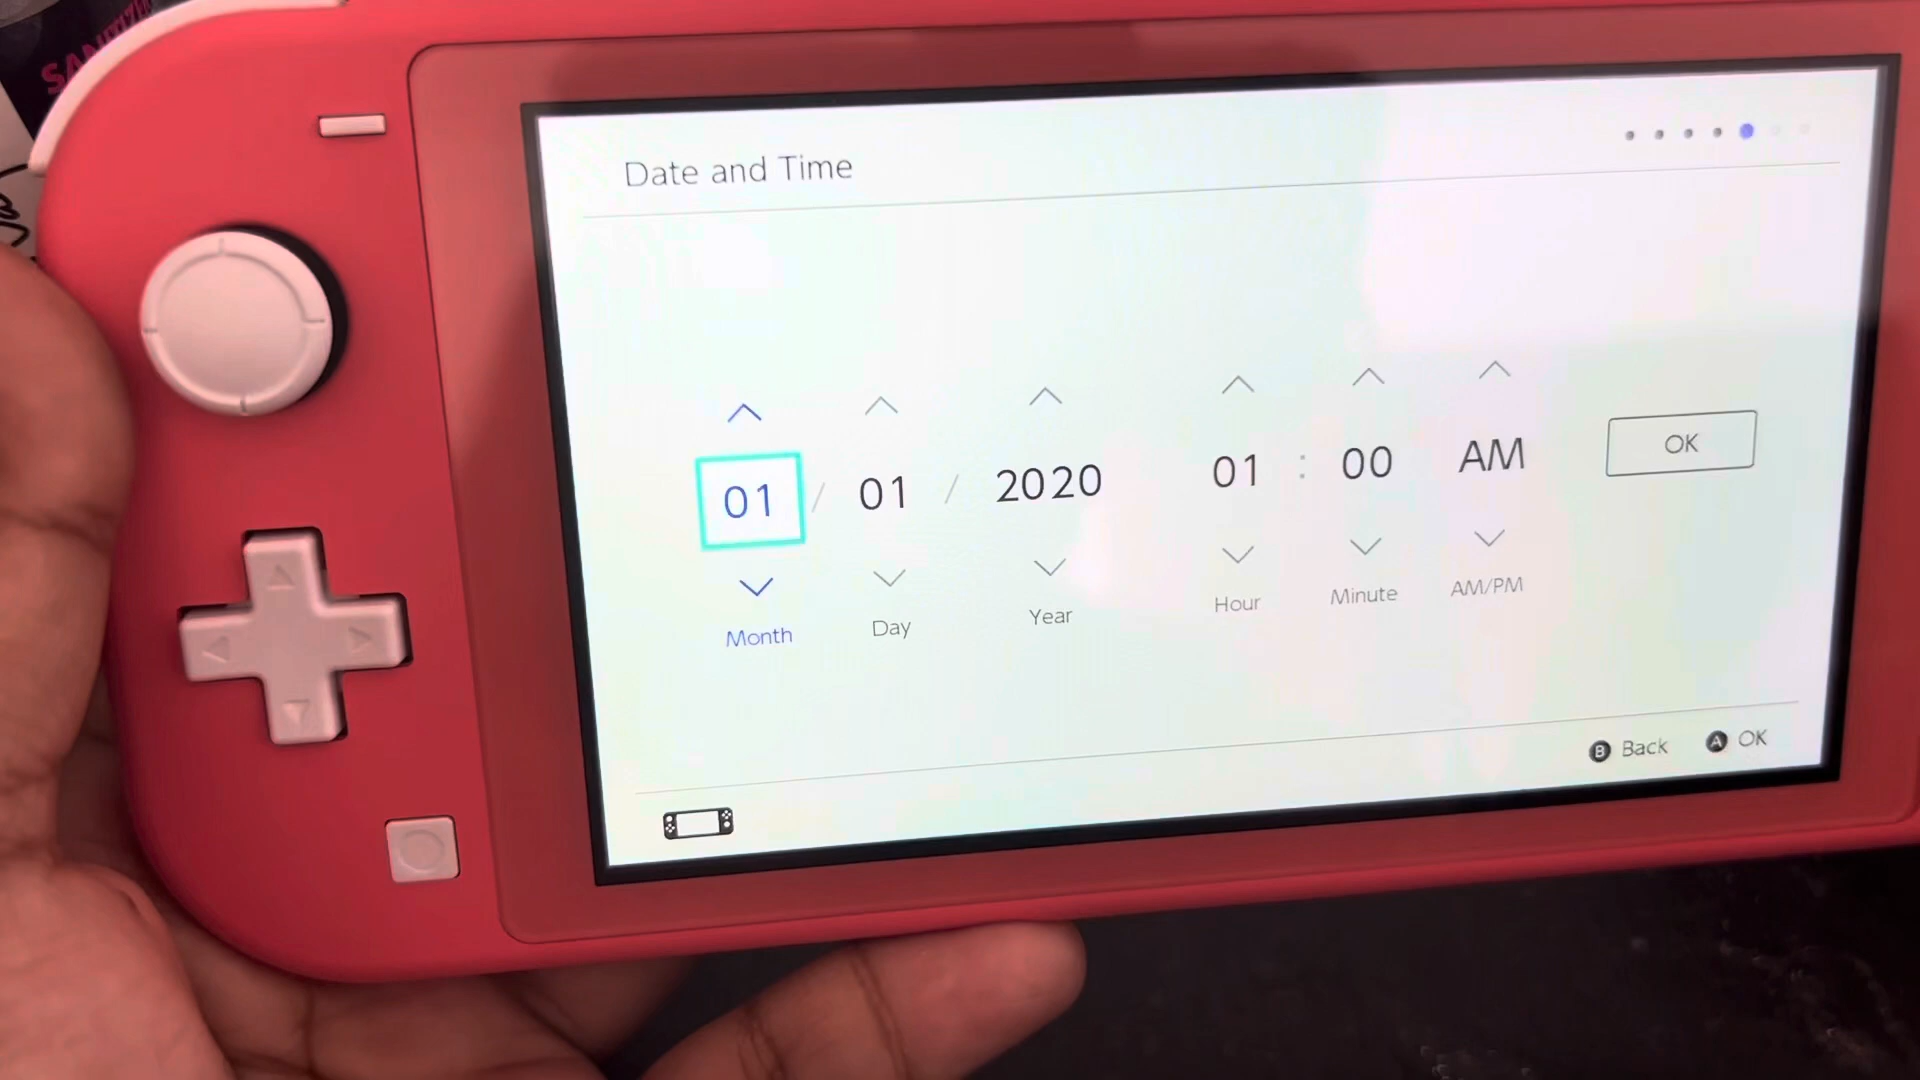 Date and Time
01 / 01 / 2020 01 : 00 AM OK
Month Day Year Hour Minute AM/PM
B Back A OK